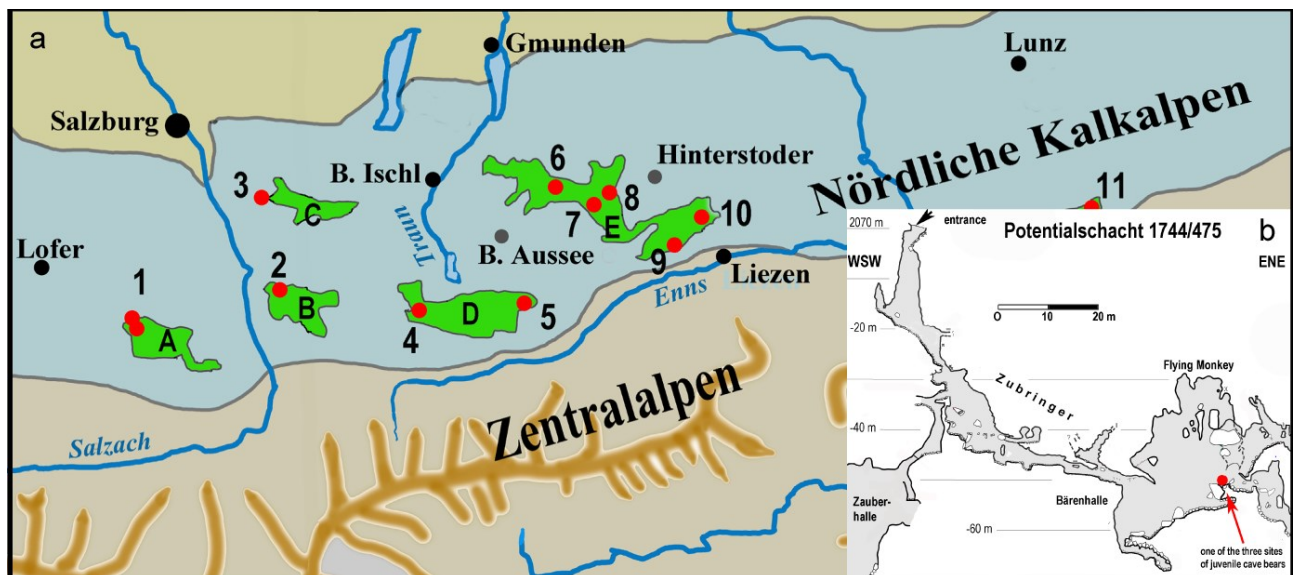 a
Gmunden
Lunz
Salzburg
Nördliche Kalkalpen
B. Ischl
Hinterstoder
3
C
6
8
7
E
10
11
Traun
B. Aussee
9
Lofer
Liezen
Enns
1
2
A
B
4
D
5
Zentralalpen
Salzach
b
2070 m
entrance
Potentialschacht 1744/475
WSW
ENE
0 10 20 m
-20 m
Flying Monkey
Zubringer
-40 m
Zauber-
halle
Bärenhalle
-60 m
one of the three sites
of juvenile cave bears